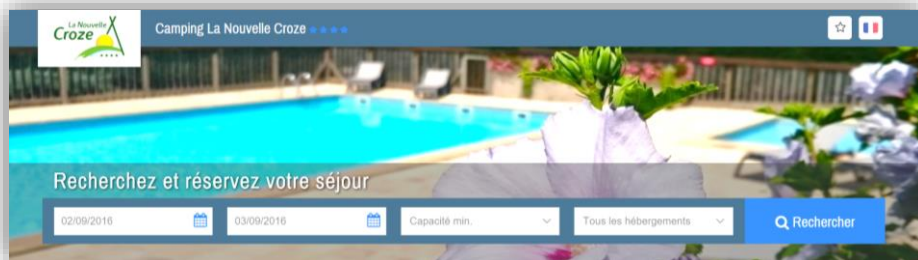 La Nouvelle
Croze
Camping La Nouvelle Croze
Recherchez et réservez votre séjour
02/09/2016
03/09/2016
Capacité min.
Tous les hébergements
Rechercher